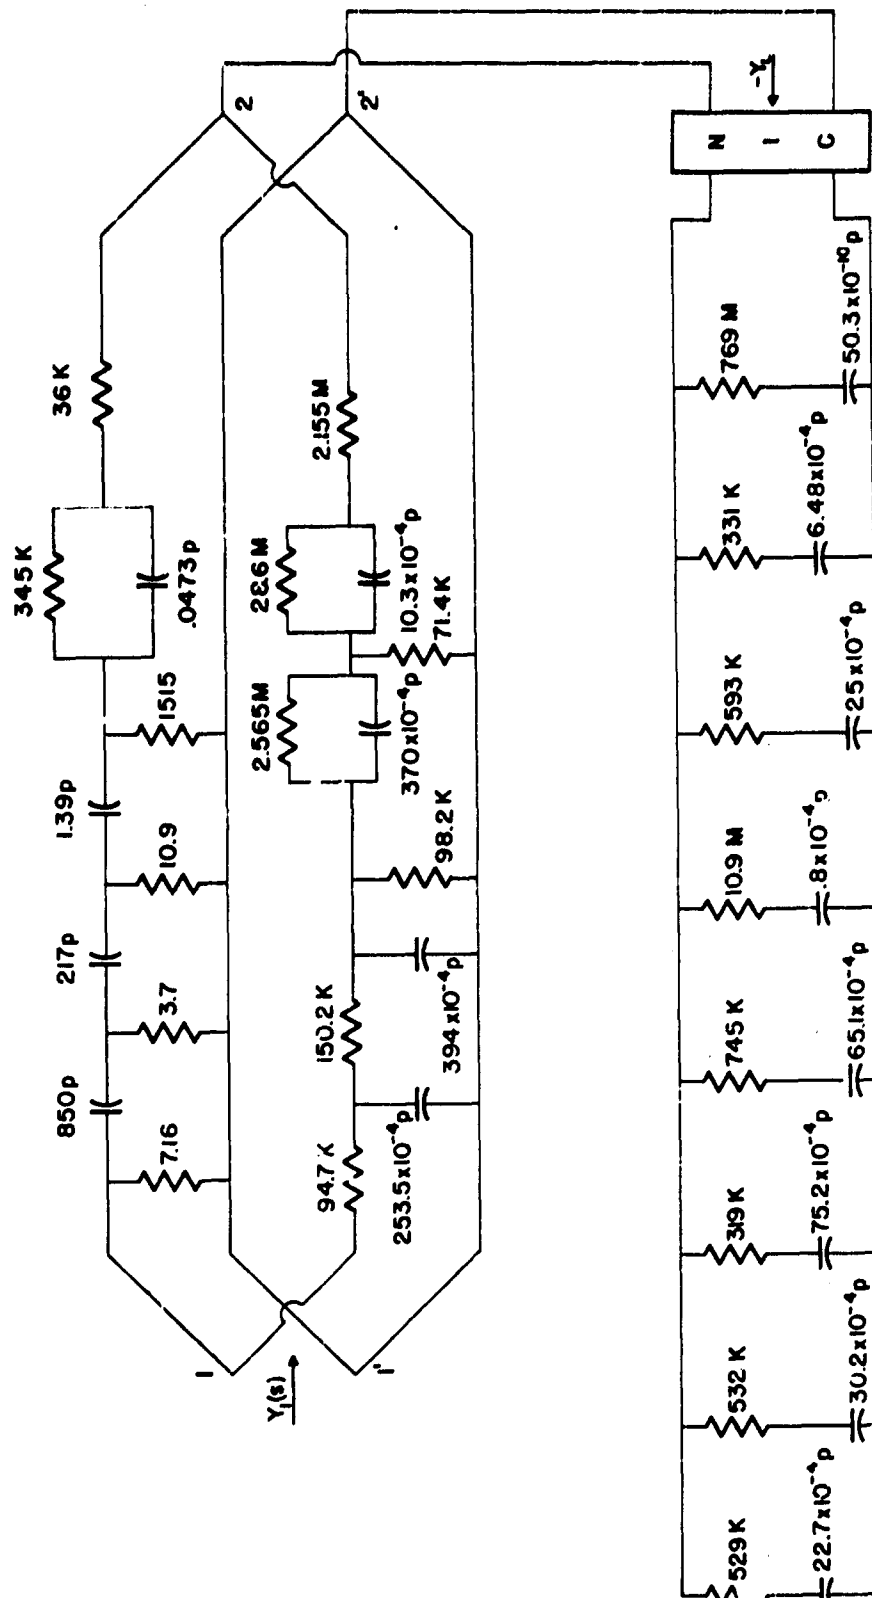 36 K
345 K
.0473p
1515
1.39p
10.9
217p
3.7
850p
7.16
2
2'
2.155 M
28.6 M
10.3x10⁻⁴p
71.4 K
2.565 M
370x10⁻⁴p
98.2 K
394x10⁻⁴p
150.2 K
253.5x10⁻⁴p
94.7 K
1
1'
Y₁(s)
N I C
769 M
50.3x10⁻¹⁰p
331 K
6.48x10⁻⁴p
593 K
25x10⁻⁴p
10.9 M
.8x10⁻⁴p
745 K
65.1x10⁻⁴p
319 K
75.2x10⁻⁴p
532 K
30.2x10⁻⁴p
529 K
22.7x10⁻⁴p